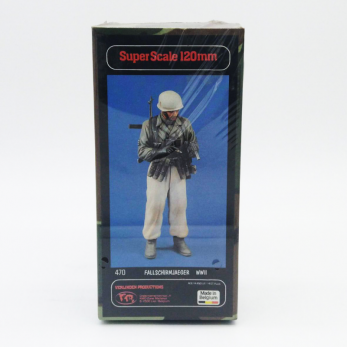 SuperScale 120mm
470 FALLSCHIRMJAEGER WWII
VERLINDEN PRODUCTIONS
Made in
Belgium